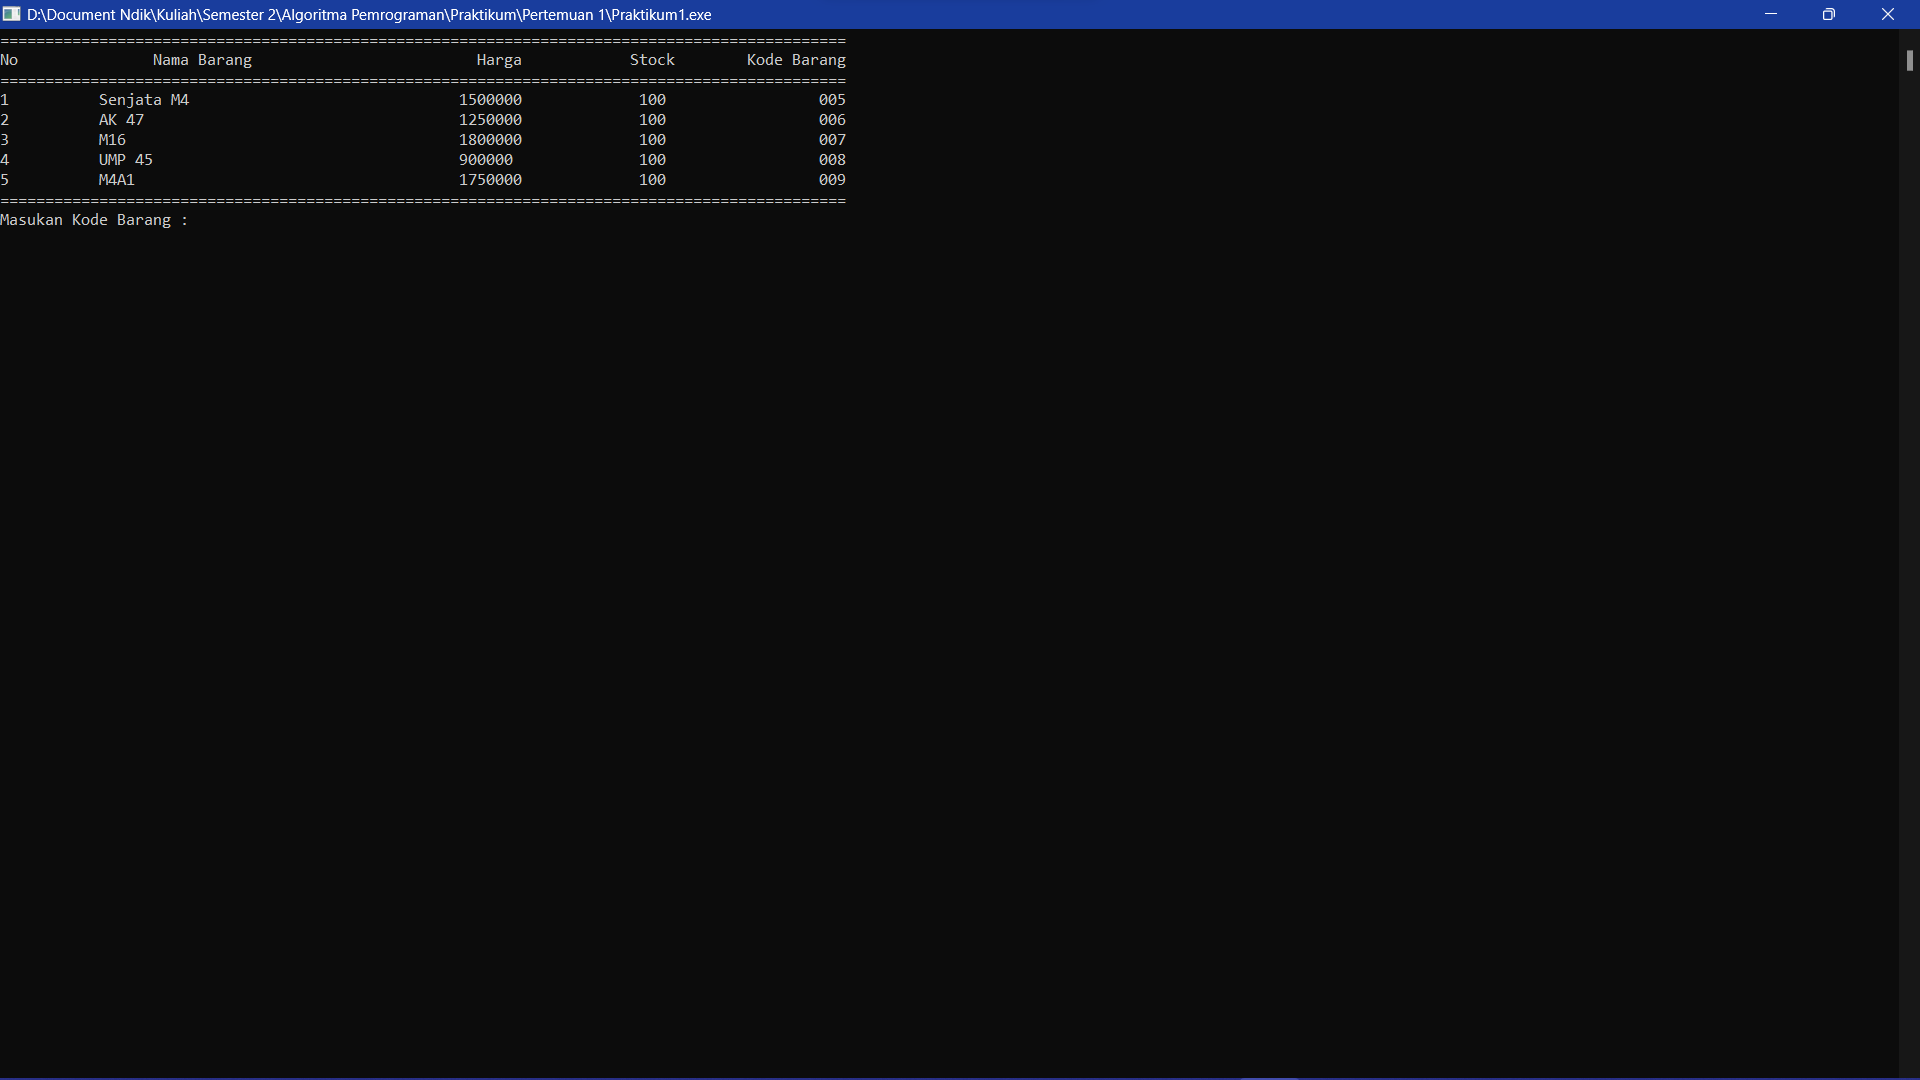 D:\Document Ndik\Kuliah\Semester 2\Algoritma Pemrograman\Praktikum\Pertemuan 1\Praktikum1.exe
==============================================================================================
No               Nama Barang                         Harga            Stock        Kode Barang
==============================================================================================
1          Senjata M4                              1500000             100                 005
2          AK 47                                   1250000             100                 006
3          M16                                     1800000             100                 007
4          UMP 45                                  900000              100                 008
5          M4A1                                    1750000             100                 009
==============================================================================================
Masukan Kode Barang :